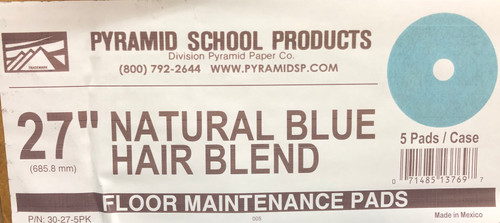 PYRAMID SCHOOL PRODUCTS
Division Pyramid Paper Co.
(800) 792-2644 WWW.PYRAMIDSP.COM
27" NATURAL BLUE
(685.8 mm) HAIR BLEND
5 Pads / Case
0 71485 13769 7
FLOOR MAINTENANCE PADS
P/N: 30-27-5PK 005 Made in Mexico